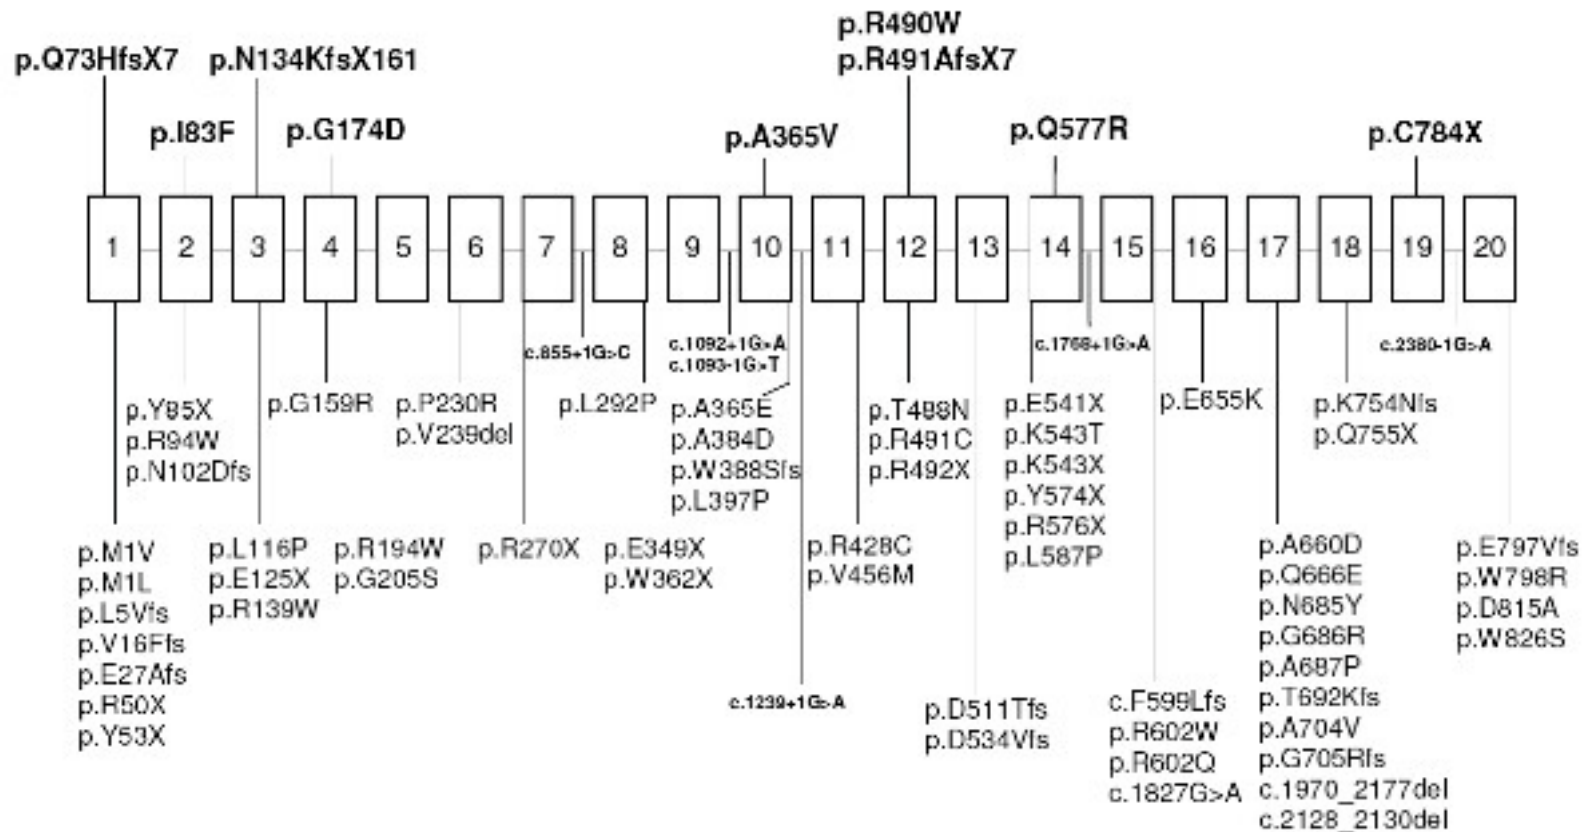 p.R490W
p.Q73HfsX7 p.N134KfsX161 p.R491AfsX7
p.I83F p.G174D p.A365V p.Q577R p.C784X
1 2 3 4 5 6 7 8 9 10 11 12 13 14 15 16 17 18 19 20
c.855+1G>C
c.1092+1G>A
c.1093-1G>T
c.1768+1G>A
c.2380-1G>A
p.Y85X
p.R94W
p.N102Dfs
p.G159R
p.P230R
p.V239del
p.L292P
p.A365E
p.A384D
p.W388Sfs
p.L397P
p.T488N
p.R491C
p.R492X
p.E541X
p.K543T
p.K543X
p.Y574X
p.R576X
p.L587P
p.E655K
p.K754Nfs
p.Q755X
p.M1V
p.M1L
p.L5Vfs
p.V16Ffs
p.E27Afs
p.R50X
p.Y53X
p.L116P
p.E125X
p.R139W
p.R194W
p.G205S
p.R270X
p.E349X
p.W362X
p.R428C
p.V456M
c.1239+1G>A
p.D511Tfs
p.D534Vfs
c.F599Lfs
p.R602W
p.R602Q
c.1827G>A
p.A660D
p.Q666E
p.N685Y
p.G686R
p.A687P
p.T692Kfs
p.A704V
p.G705Rfs
c.1970_2177del
c.2128_2130del
p.E797Vfs
p.W798R
p.D815A
p.W826S